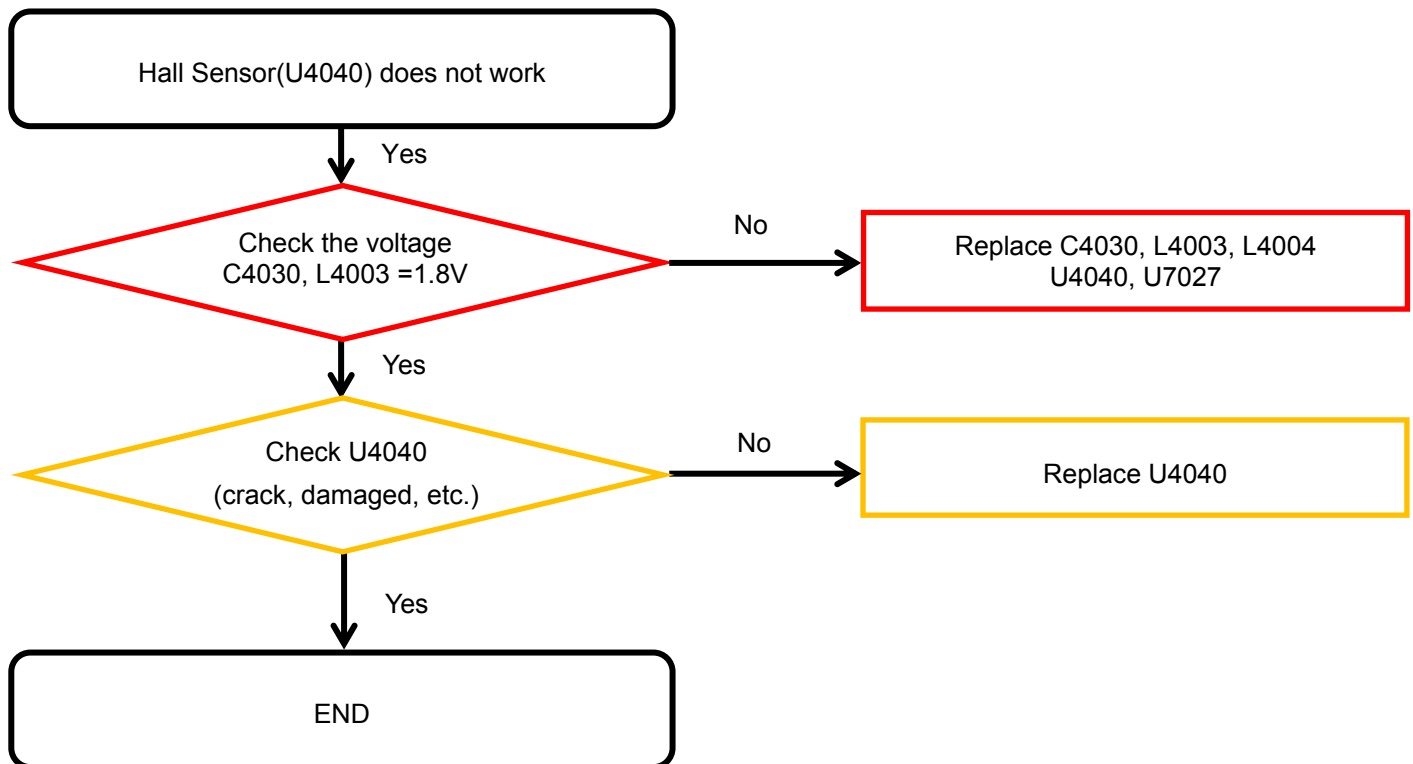 Hall Sensor(U4040) does not work
Yes
Check the voltage
C4030, L4003 =1.8V
No
Replace C4030, L4003, L4004
U4040, U7027
Yes
Check U4040
(crack, damaged, etc.)
No
Replace U4040
Yes
END